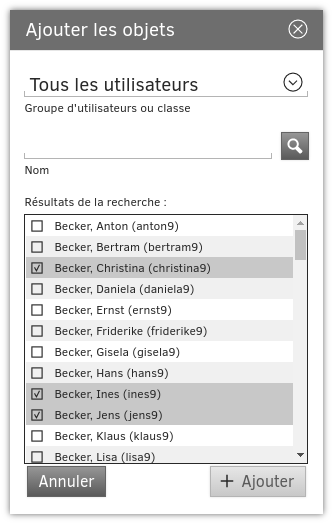 Ajouter les objets
Tous les utilisateurs
Groupe d'utilisateurs ou classe
Nom
Résultats de la recherche :
Becker, Anton (anton9)
Becker, Bertram (bertram9)
Becker, Christina (christina9)
Becker, Daniela (daniela9)
Becker, Ernst (ernst9)
Becker, Friderike (friderike9)
Becker, Gisela (gisela9)
Becker, Hans (hans9)
Becker, Ines (ines9)
Becker, Jens (jens9)
Becker, Klaus (klaus9)
Becker, Lisa (lisa9)
Annuler
+ Ajouter